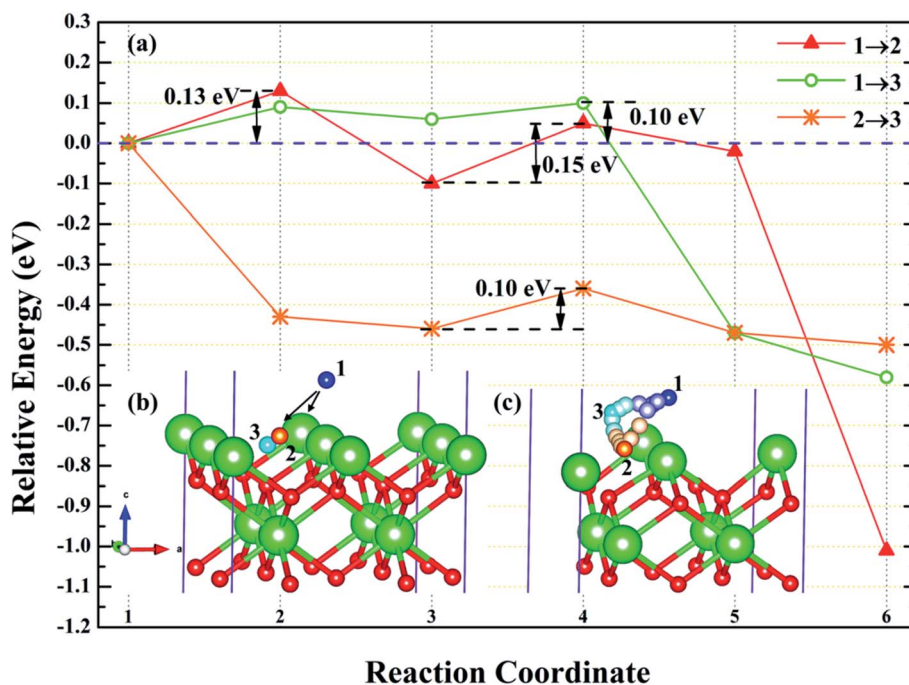 0.3
0.2
0.1
0.0
-0.1
-0.2
-0.3
-0.4
-0.5
-0.6
-0.7
-0.8
-0.9
-1.0
-1.1
-1.2
Relative Energy (eV)
(a)
1→2
1→3
2→3
0.13 eV
0.10 eV
0.15 eV
0.10 eV
(b)
1
3
2
c
a
(c)
1
3
2
1 2 3 4 5 6
Reaction Coordinate